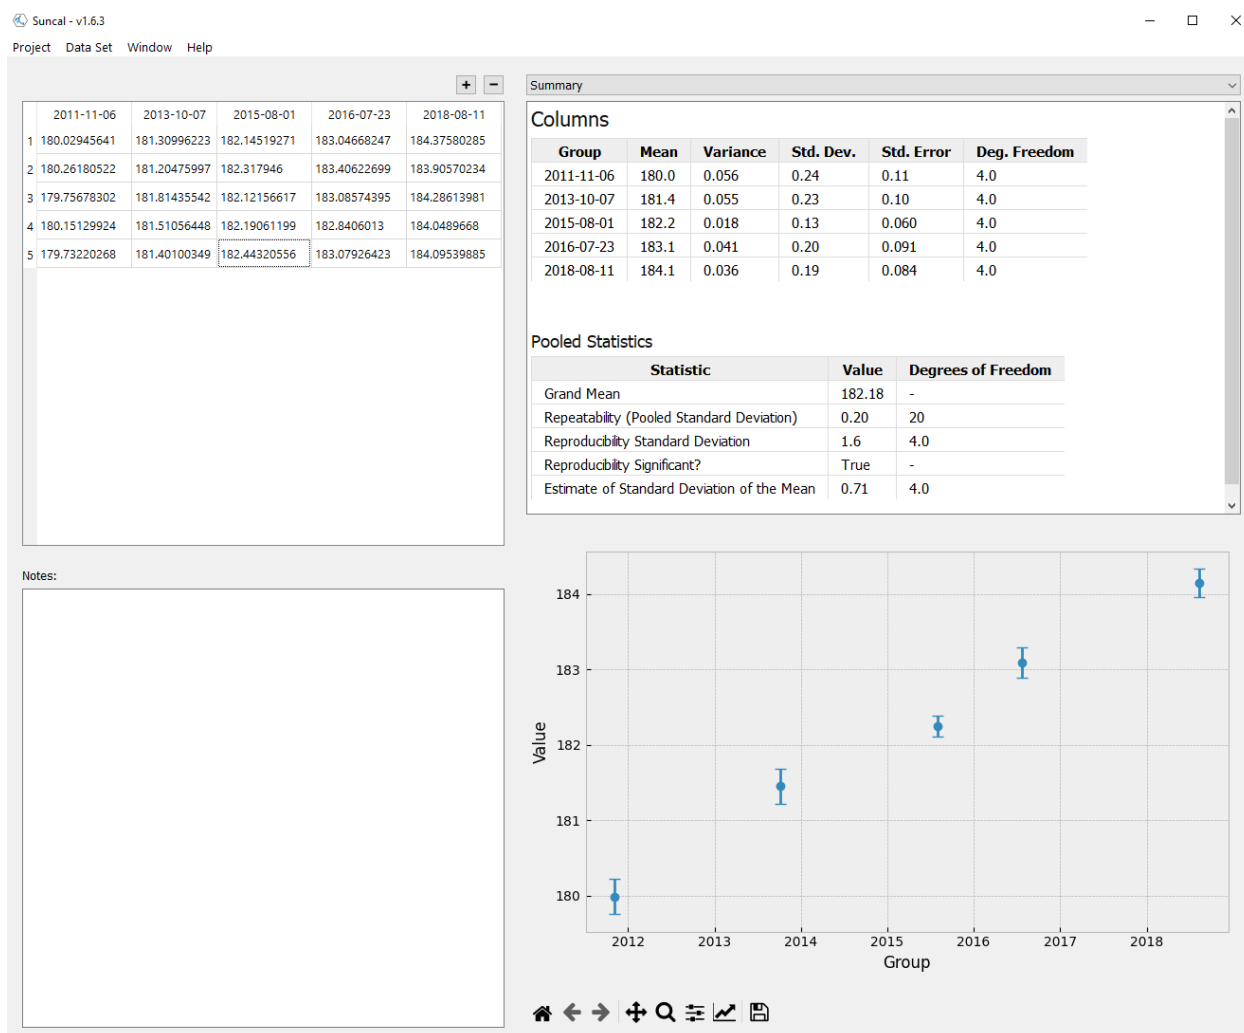 Suncal - v1.6.3
Project Data Set Window Help
+ −
2011-11-06 2013-10-07 2015-08-01 2016-07-23 2018-08-11
1 180.02945641 181.30996223 182.14519271 183.04668247 184.37580285
2 180.26180522 181.20475997 182.317946 183.40622699 183.90570234
3 179.75678302 181.81435542 182.12156617 183.08574395 184.28613981
4 180.15129924 181.51056448 182.19061199 182.8406013 184.0489668
5 179.73220268 181.40100349 182.44320556 183.07926423 184.09539885
Notes:
Summary
Columns
Group Mean Variance Std. Dev. Std. Error Deg. Freedom
2011-11-06 180.0 0.056 0.24 0.11 4.0
2013-10-07 181.4 0.055 0.23 0.10 4.0
2015-08-01 182.2 0.018 0.13 0.060 4.0
2016-07-23 183.1 0.041 0.20 0.091 4.0
2018-08-11 184.1 0.036 0.19 0.084 4.0
Pooled Statistics
Statistic Value Degrees of Freedom
Grand Mean 182.18 -
Repeatability (Pooled Standard Deviation) 0.20 20
Reproducibility Standard Deviation 1.6 4.0
Reproducibility Significant? True -
Estimate of Standard Deviation of the Mean 0.71 4.0
184
183
182
181
180
Value
2012 2013 2014 2015 2016 2017 2018
Group